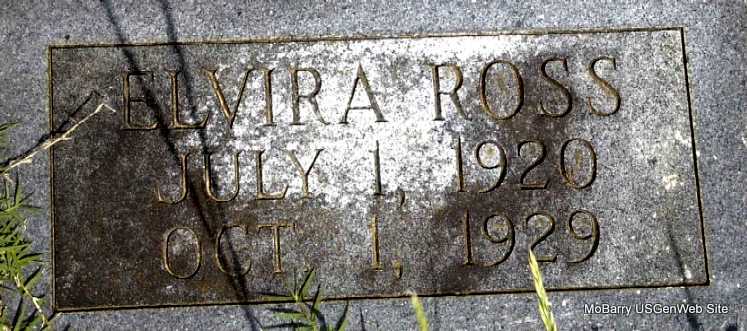 ELVIRA ROSS
JULY 1, 1920
OCT. 1, 1929
MoBarry USGenWeb Site